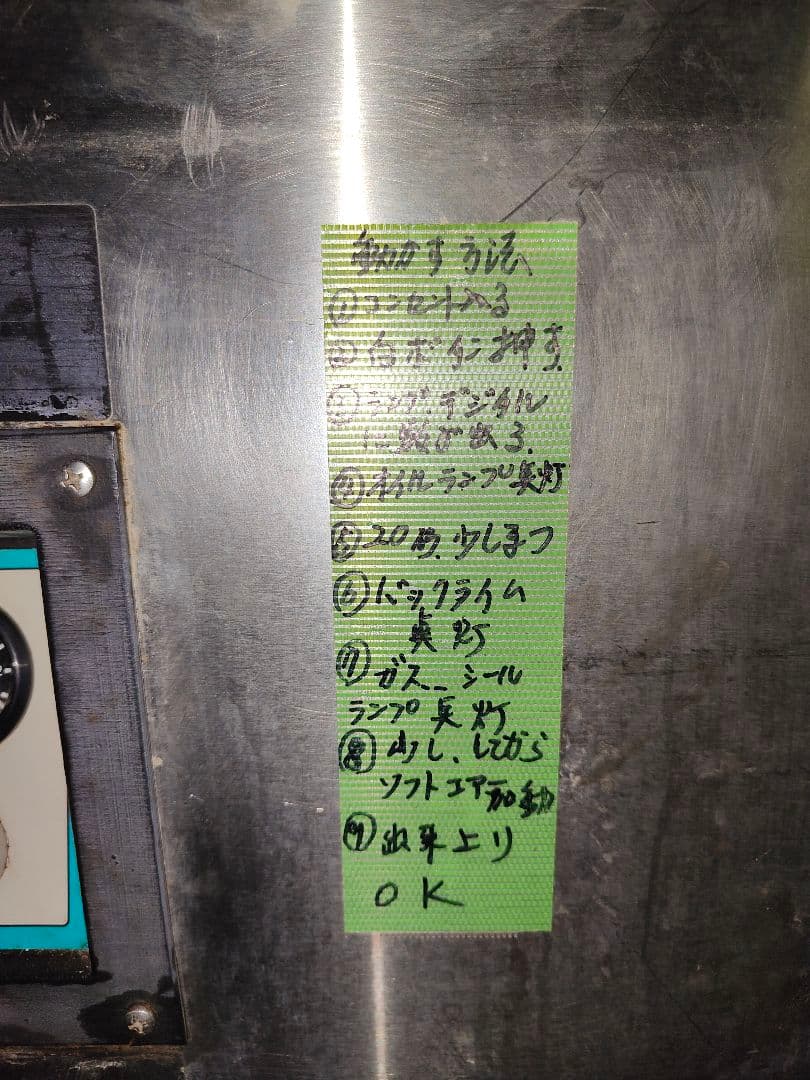 動かす方法
① コンセント入る
② 白ボタン押す.
③ ランプ.デジタル
に数が出る.
④ オイルランプ点灯
⑤ 20秒.少しまつ
⑥ バックライム
点灯
⑦ ガス__シール
ランプ点灯
⑧ 少し、してから
ソフトエアー加動
⑨ 出来上り
OK